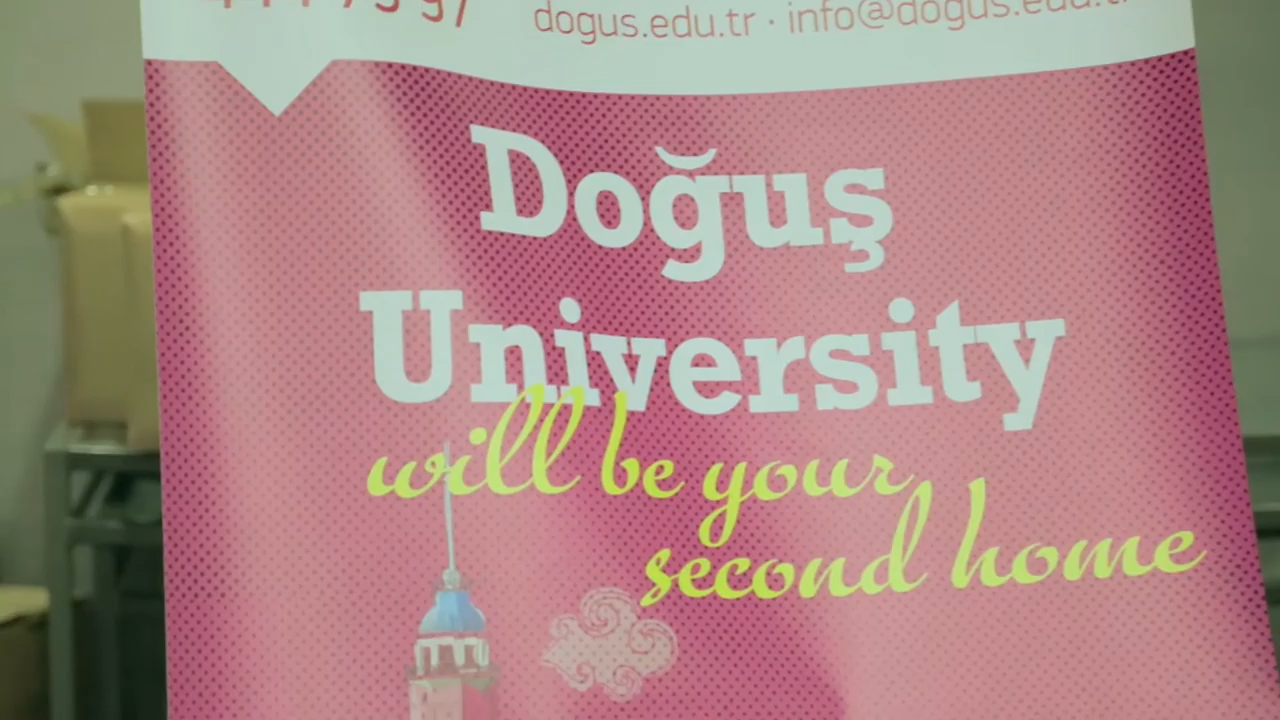 dogus.edu.tr · info@dogus.edu.tr
Doğuş
University
will be your
second home